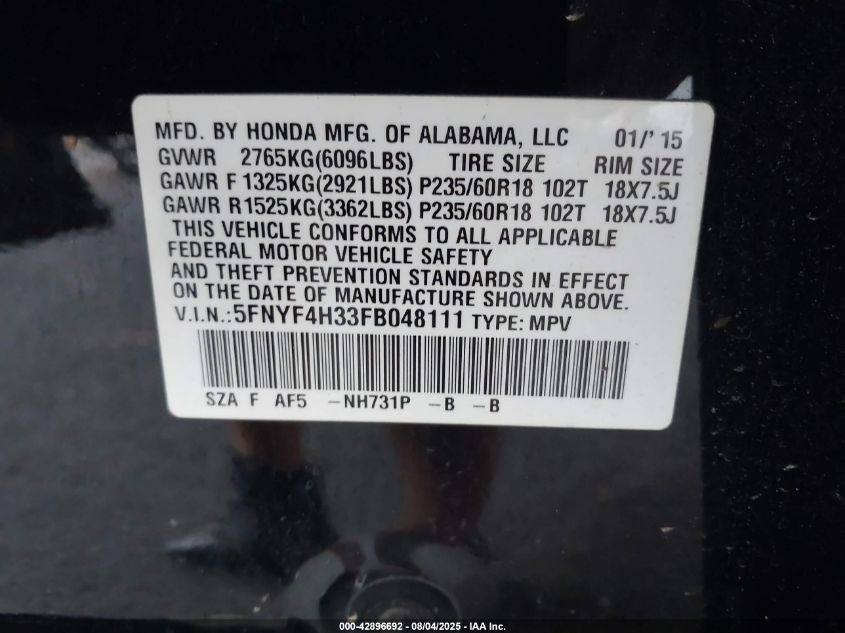 MFD. BY HONDA MFG. OF ALABAMA, LLC 01/'15
GVWR 2765KG(6096LBS) TIRE SIZE RIM SIZE
GAWR F 1325KG(2921LBS) P235/60R18 102T 18X7.5J
GAWR R1525KG(3362LBS) P235/60R18 102T 18X7.5J
THIS VEHICLE CONFORMS TO ALL APPLICABLE
FEDERAL MOTOR VEHICLE SAFETY
AND THEFT PREVENTION STANDARDS IN EFFECT
ON THE DATE OF MANUFACTURE SHOWN ABOVE.
V.I.N.:5FNYF4H33FB048111 TYPE: MPV
SZA F AF5 -NH731P -B -B
000-42896692 - 08/04/2025 - IAA Inc.